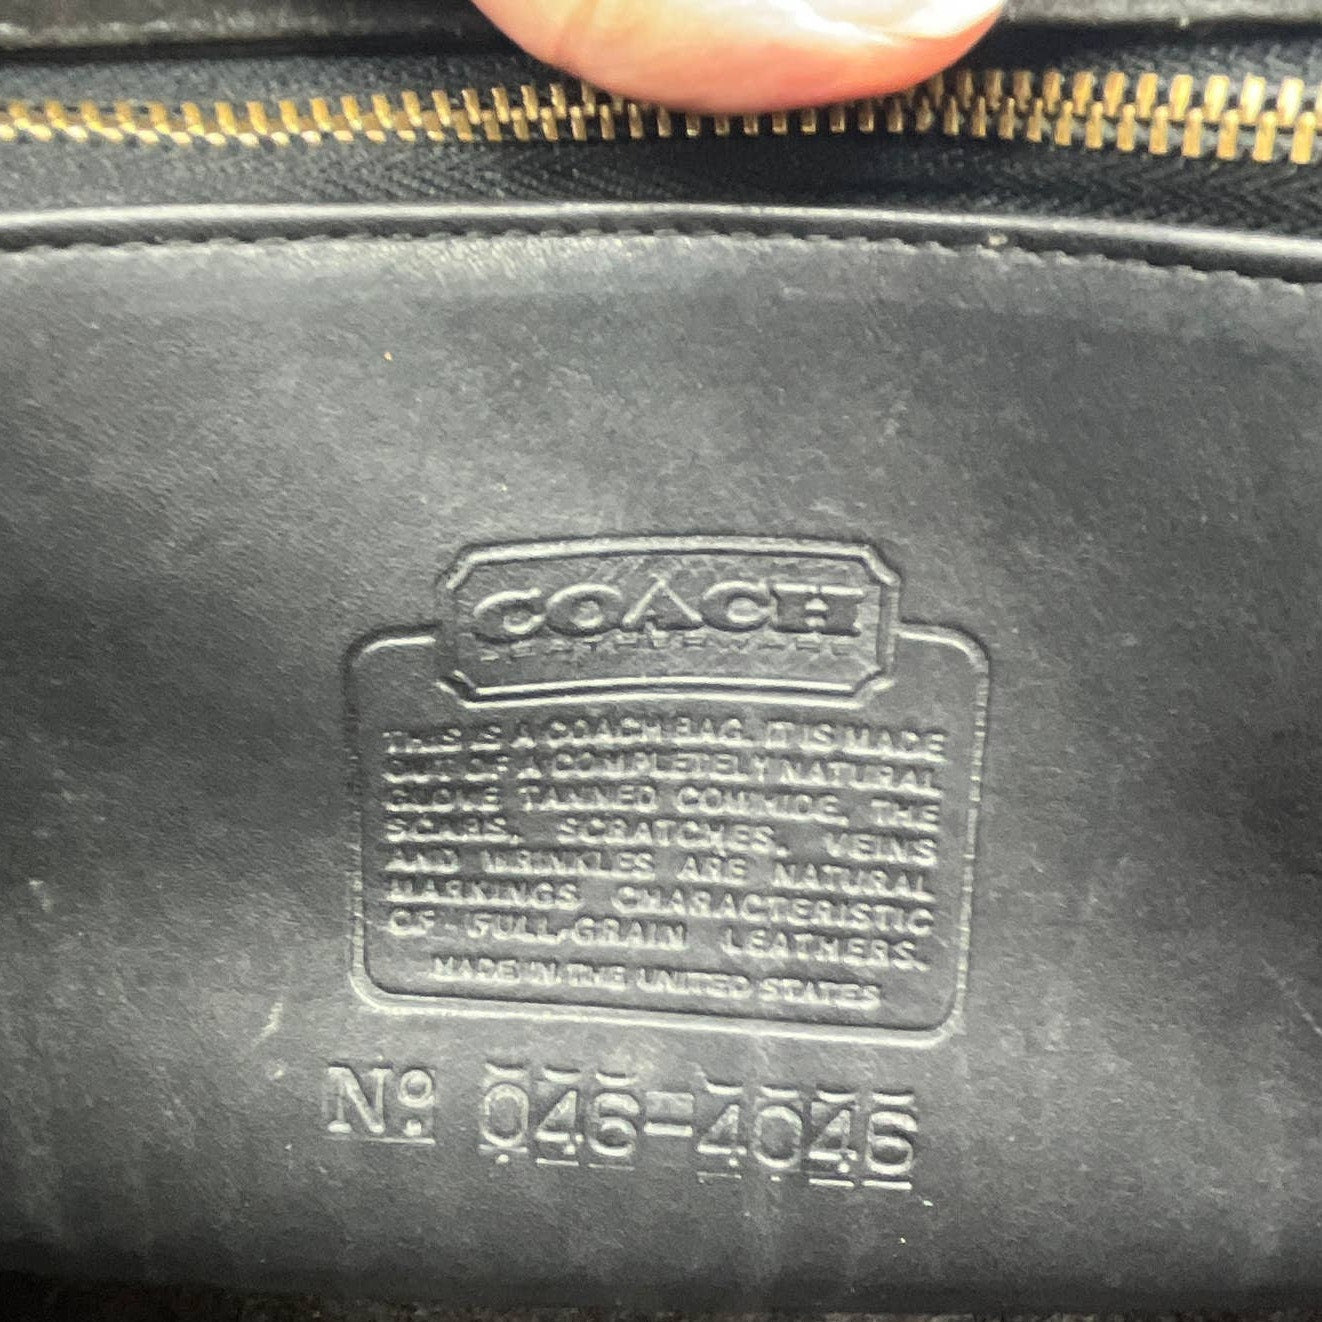 COACH
LEATHERWARE
THIS IS A COACH BAG. IT IS MADE
OUT OF A COMPLETELY NATURAL
GLOVE TANNED COWHIDE. THE
SCARS, SCRATCHES, VEINS
AND WRINKLES ARE NATURAL
MARKINGS CHARACTERISTIC
OF FULL-GRAIN LEATHERS.
MADE IN THE UNITED STATES
Nº 046-4046